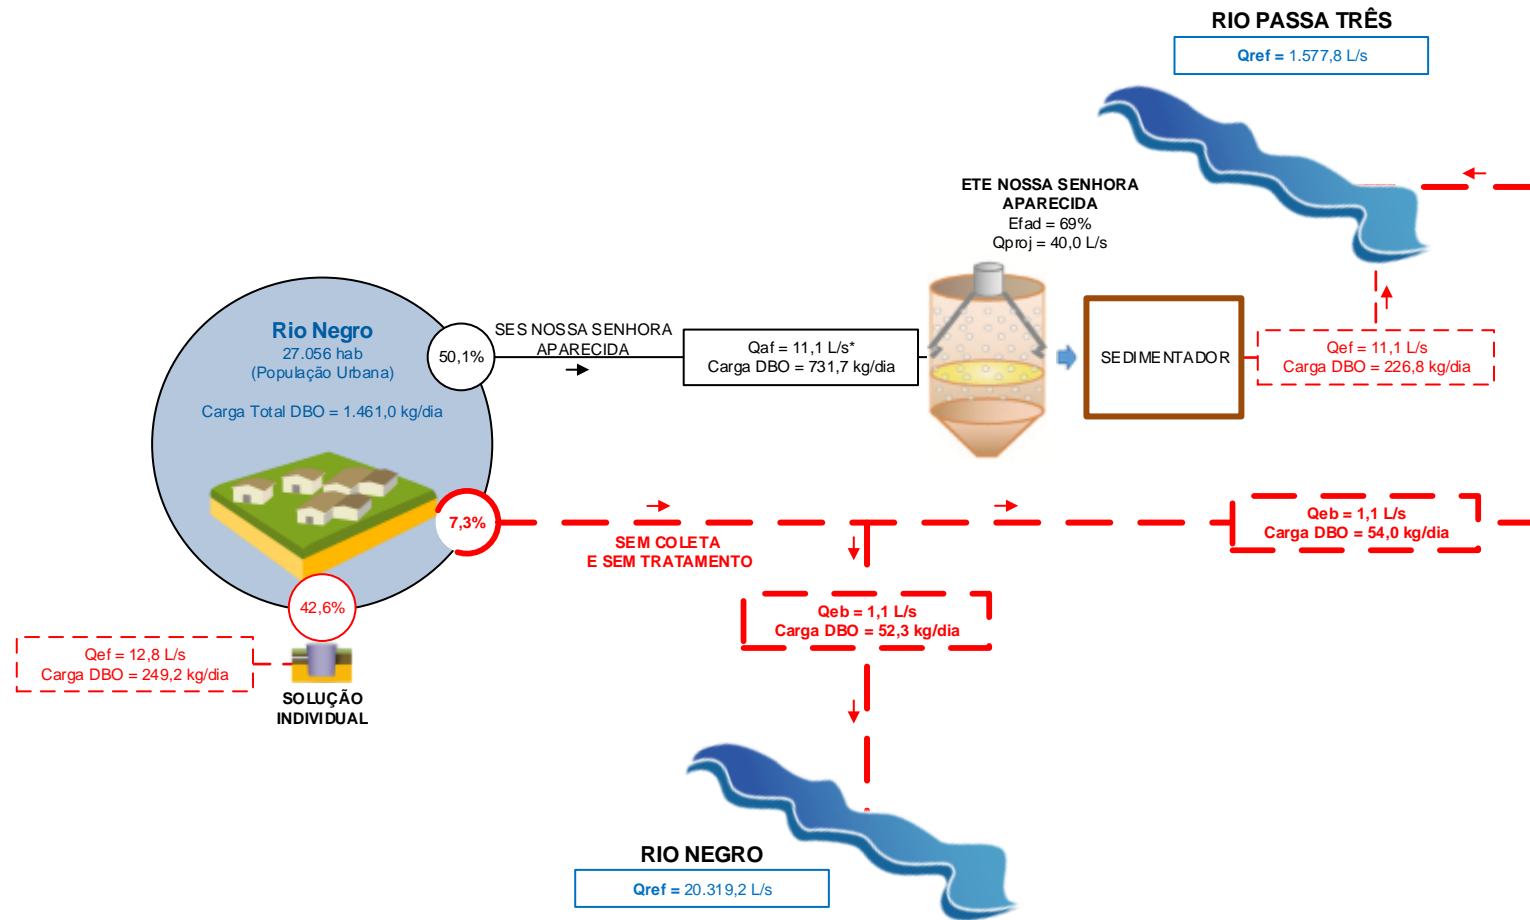 RIO PASSA TRÊS
Qref = 1.577,8 L/s
ETE NOSSA SENHORA
APARECIDA
Efad = 69%
Qproj = 40,0 L/s
Rio Negro
27.056 hab
(População Urbana)
Carga Total DBO = 1.461,0 kg/dia
50,1%
SES NOSSA SENHORA
APARECIDA
Qaf = 11,1 L/s*
Carga DBO = 731,7 kg/dia
SEDIMENTADOR
Qef = 11,1 L/s
Carga DBO = 226,8 kg/dia
7,3%
SEM COLETA
E SEM TRATAMENTO
Qeb = 1,1 L/s
Carga DBO = 54,0 kg/dia
Qeb = 1,1 L/s
Carga DBO = 52,3 kg/dia
42,6%
Qef = 12,8 L/s
Carga DBO = 249,2 kg/dia
SOLUÇÃO
INDIVIDUAL
RIO NEGRO
Qref = 20.319,2 L/s